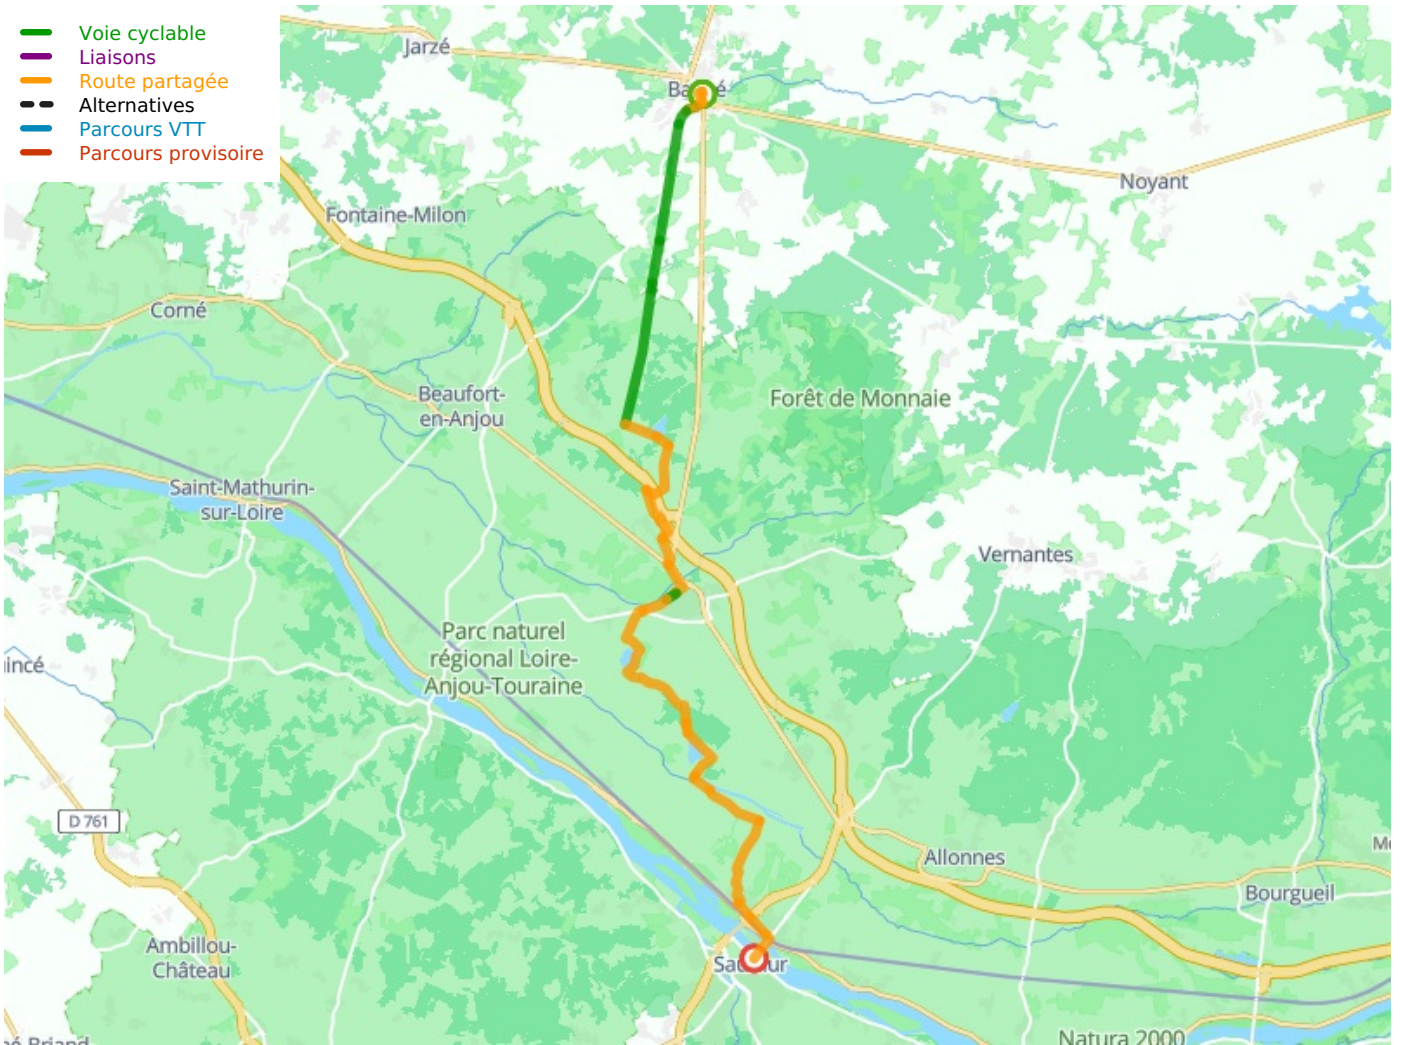 Voie cyclable
Liaisons
Route partagée
Alternatives
Parcours VTT
Parcours provisoire
Jarzé
Noyant
Fontaine-Milon
Corné
Beaufort-
en-Anjou
Forêt de Monnaie
Saint-Mathurin-
sur-Loire
Vernantes
Parc naturel
régional Loire-
Anjou-Touraine
D 761
Allonnes
Bourgueil
Ambillou-
Château
Natura 2000